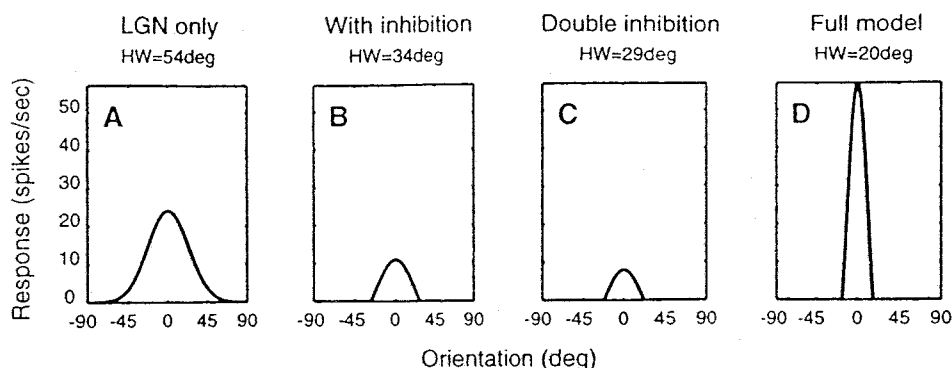 LGN only With inhibition Double inhibition Full model
HW=54deg HW=34deg HW=29deg HW=20deg
A B C D
50
40
30
20
10
0
-90 -45 0 45 90 -90 -45 0 45 90 -90 -45 0 45 90 -90 -45 0 45 90
Response (spikes/sec)
Orientation (deg)